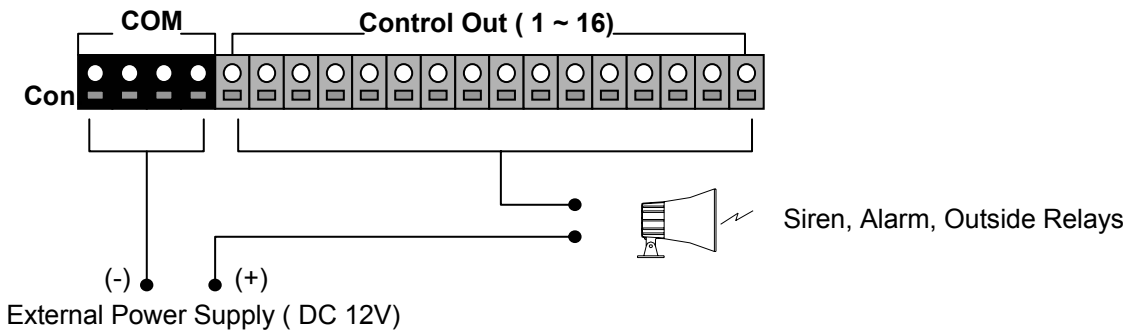 COM Control Out ( 1 ~ 16)
Con
Siren, Alarm, Outside Relays
(-) (+)
External Power Supply ( DC 12V)